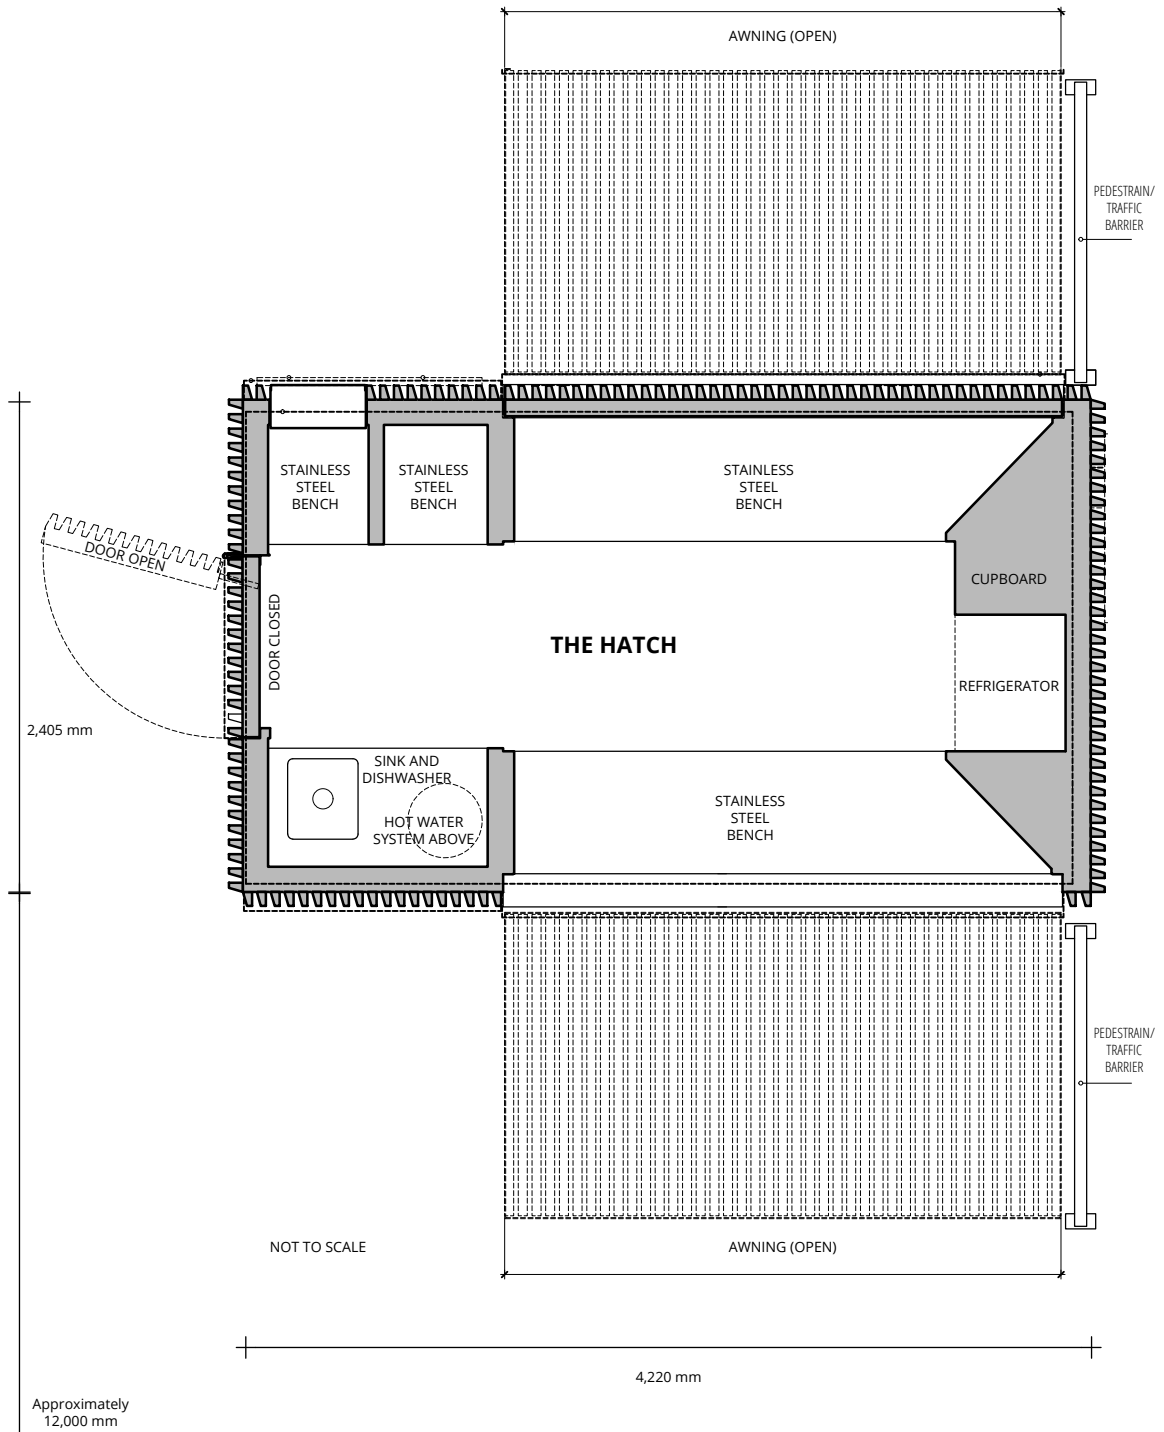 AWNING (OPEN)
PEDESTRAIN/
TRAFFIC
BARRIER
STAINLESS
STEEL
BENCH
STAINLESS
STEEL
BENCH
STAINLESS
STEEL
BENCH
DOOR OPEN
DOOR CLOSED
CUPBOARD
THE HATCH
REFRIGERATOR
2,405 mm
SINK AND
DISHWASHER
HOT WATER
SYSTEM ABOVE
STAINLESS
STEEL
BENCH
PEDESTRAIN/
TRAFFIC
BARRIER
NOT TO SCALE
AWNING (OPEN)
4,220 mm
Approximately
12,000 mm